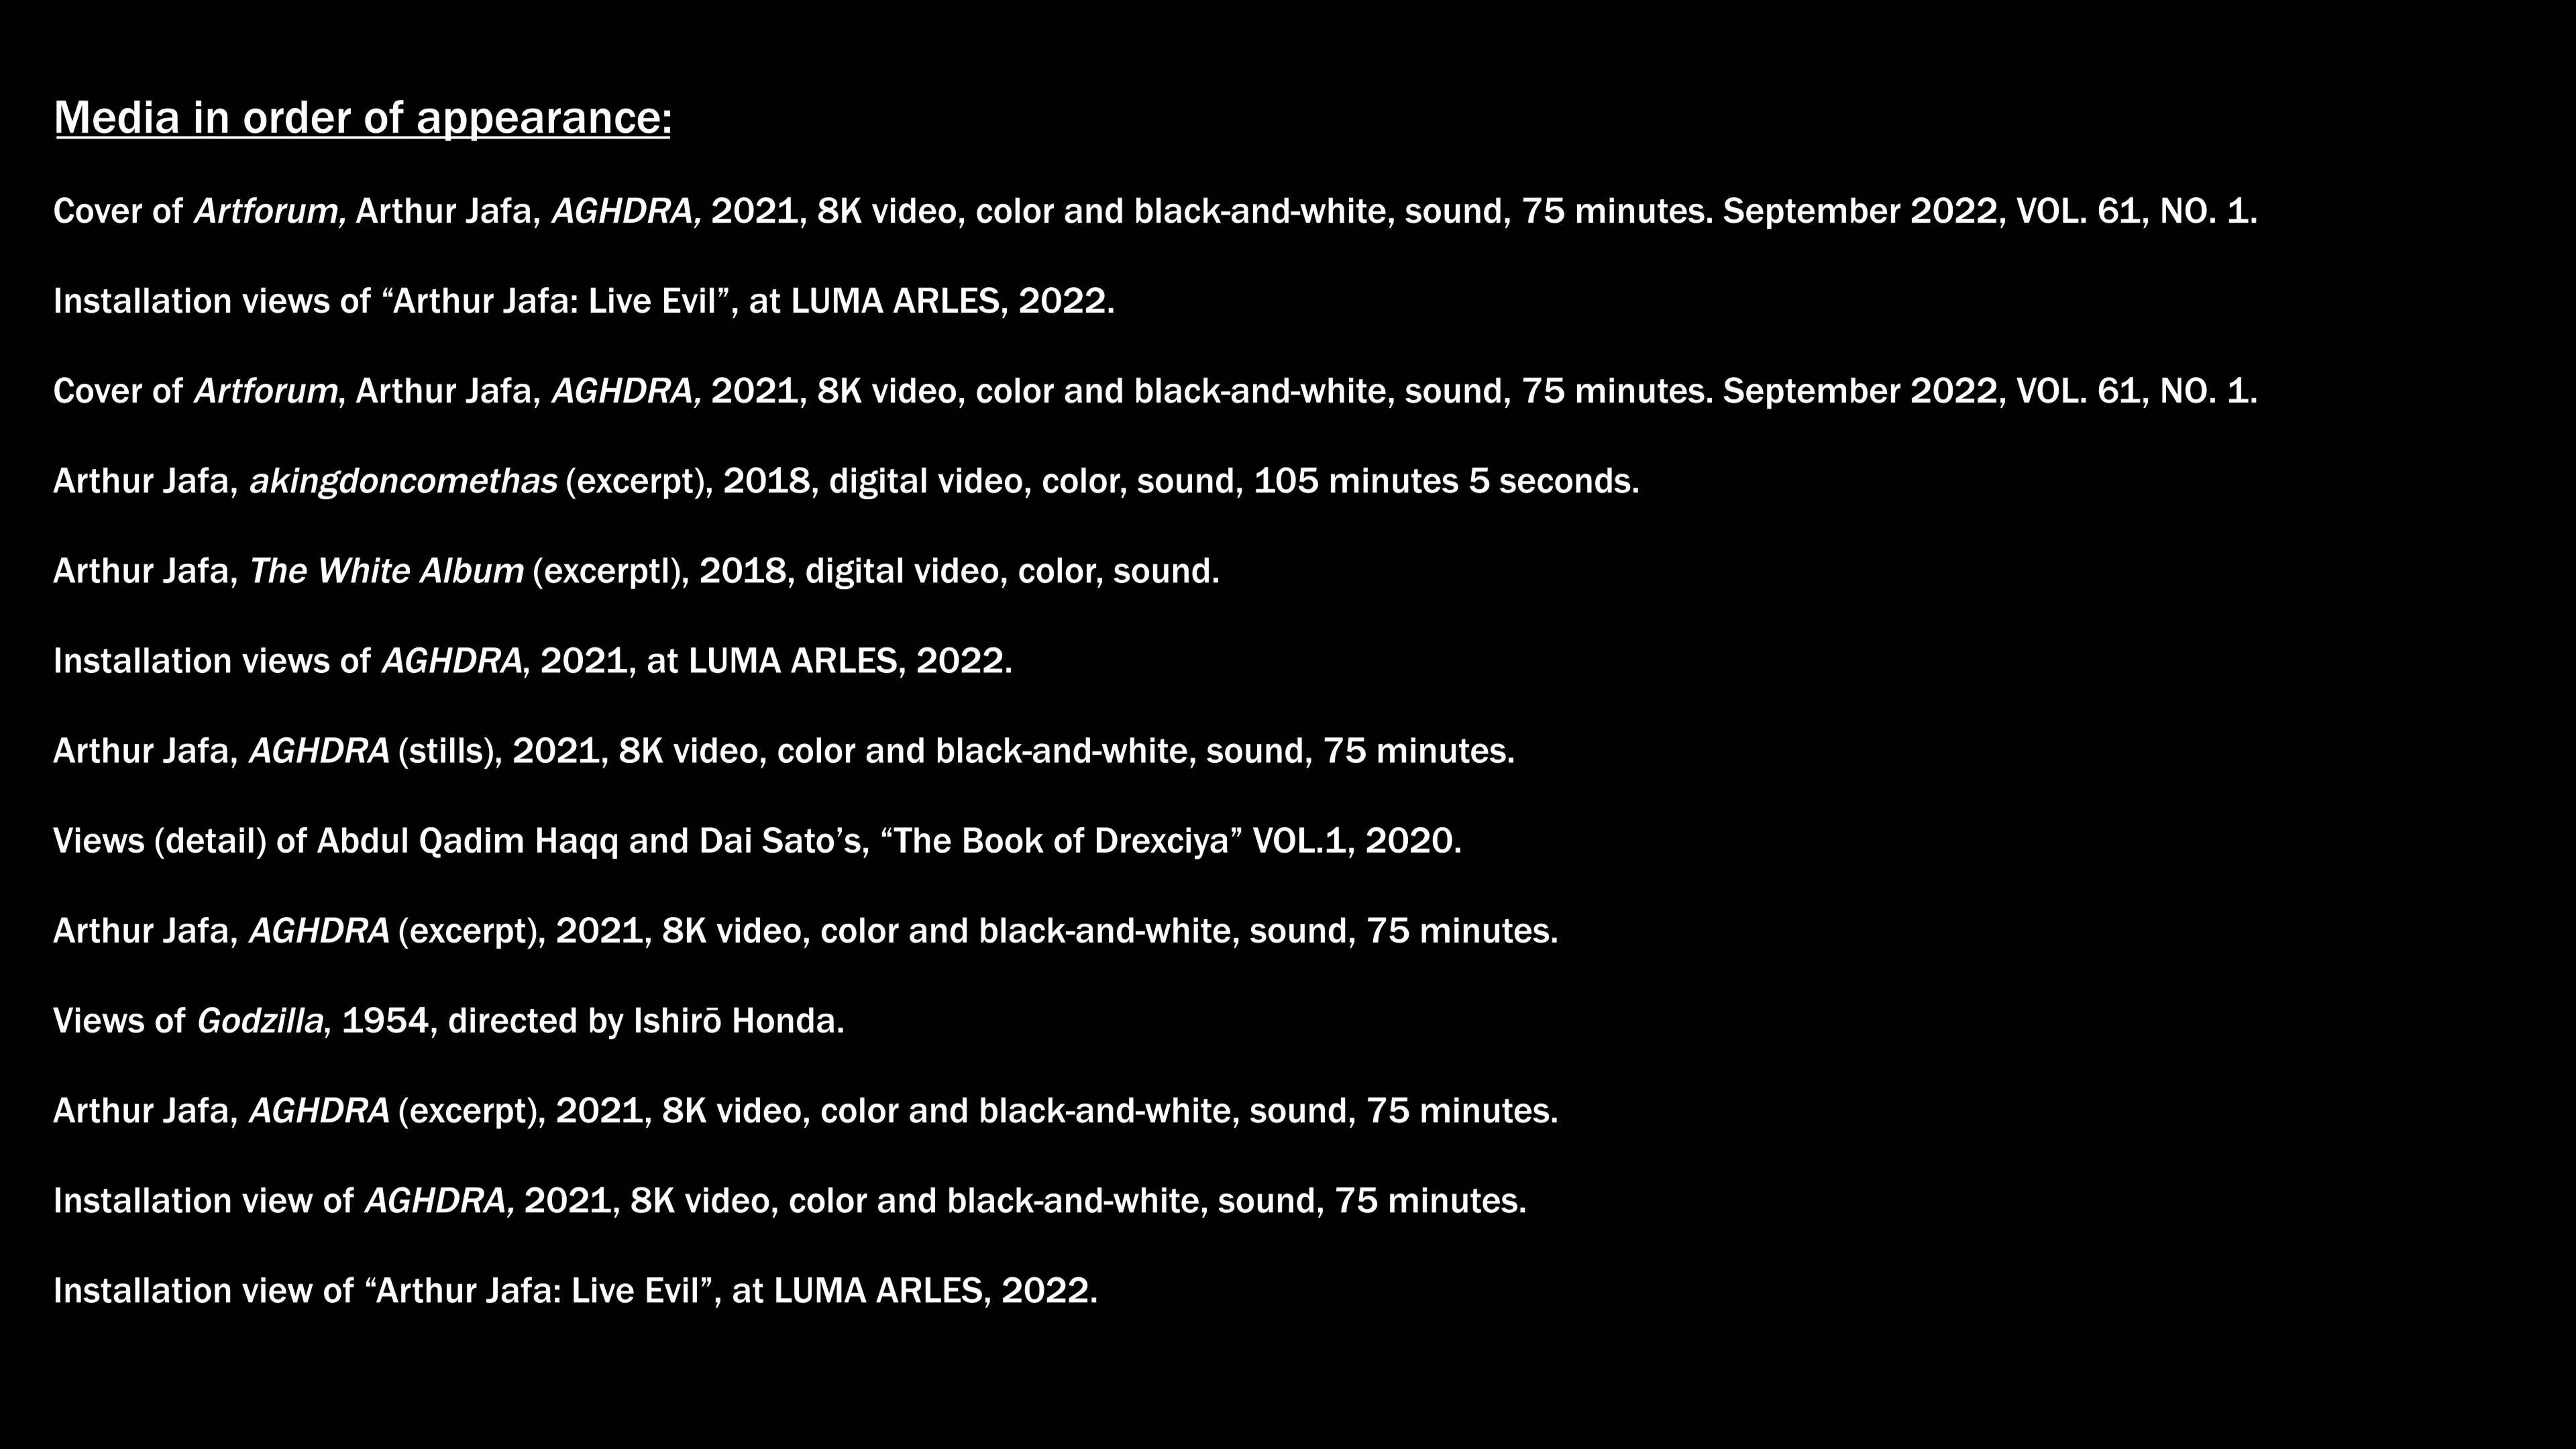 Media in order of appearance:
Cover of Artforum, Arthur Jafa, AGHDRA, 2021, 8K video, color and black-and-white, sound, 75 minutes. September 2022, VOL. 61, NO. 1.
Installation views of “Arthur Jafa: Live Evil”, at LUMA ARLES, 2022.
Cover of Artforum, Arthur Jafa, AGHDRA, 2021, 8K video, color and black-and-white, sound, 75 minutes. September 2022, VOL. 61, NO. 1.
Arthur Jafa, akingdoncomethas (excerpt), 2018, digital video, color, sound, 105 minutes 5 seconds.
Arthur Jafa, The White Album (excerptl), 2018, digital video, color, sound.
Installation views of AGHDRA, 2021, at LUMA ARLES, 2022.
Arthur Jafa, AGHDRA (stills), 2021, 8K video, color and black-and-white, sound, 75 minutes.
Views (detail) of Abdul Qadim Haqq and Dai Sato’s, “The Book of Drexciya” VOL.1, 2020.
Arthur Jafa, AGHDRA (excerpt), 2021, 8K video, color and black-and-white, sound, 75 minutes.
Views of Godzilla, 1954, directed by Ishirō Honda.
Arthur Jafa, AGHDRA (excerpt), 2021, 8K video, color and black-and-white, sound, 75 minutes.
Installation view of AGHDRA, 2021, 8K video, color and black-and-white, sound, 75 minutes.
Installation view of “Arthur Jafa: Live Evil”, at LUMA ARLES, 2022.